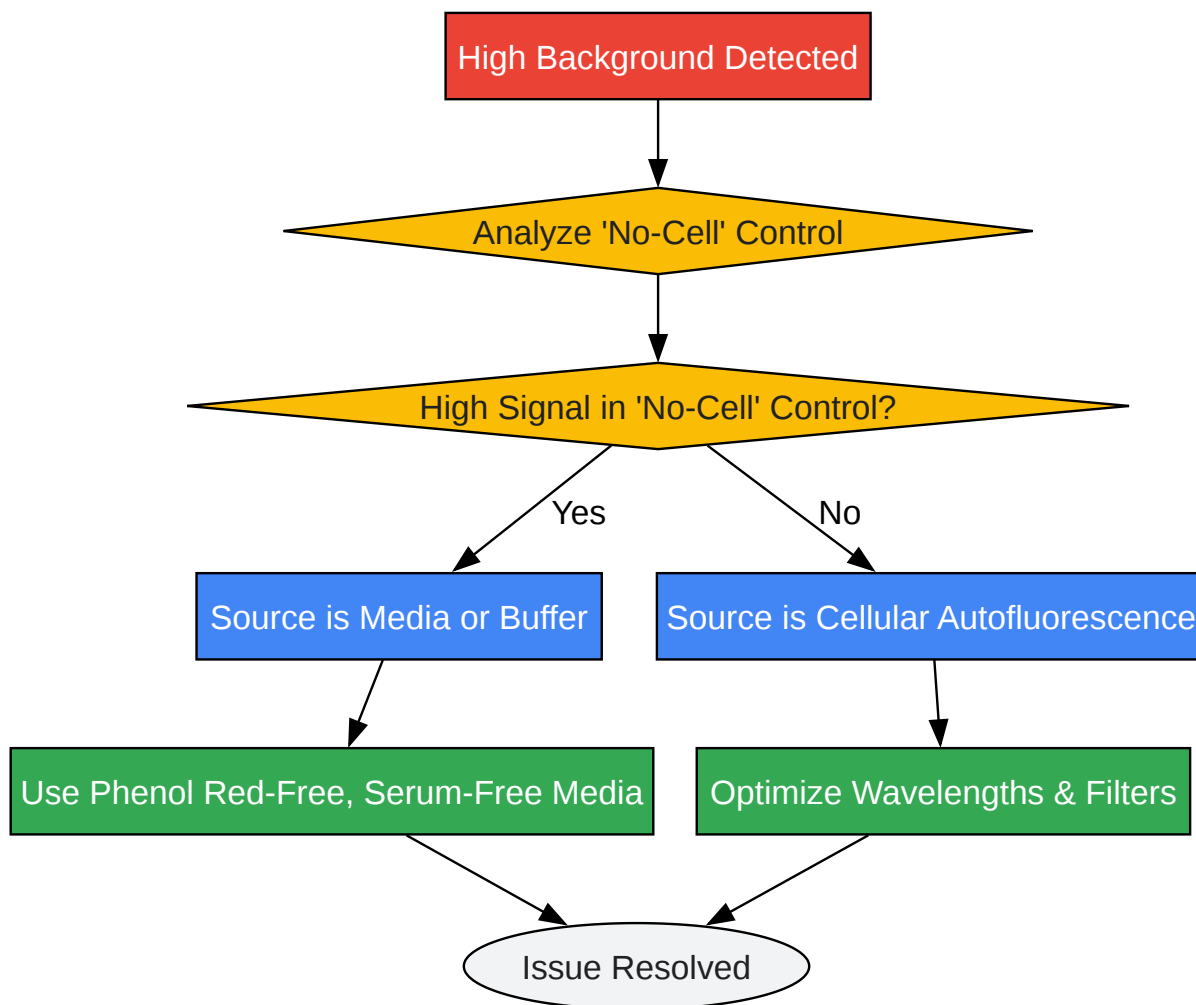 High Background Detected
Analyze 'No-Cell' Control
High Signal in 'No-Cell' Control?
Yes
No
Source is Media or Buffer
Source is Cellular Autofluorescence
Use Phenol Red-Free, Serum-Free Media
Optimize Wavelengths & Filters
Issue Resolved